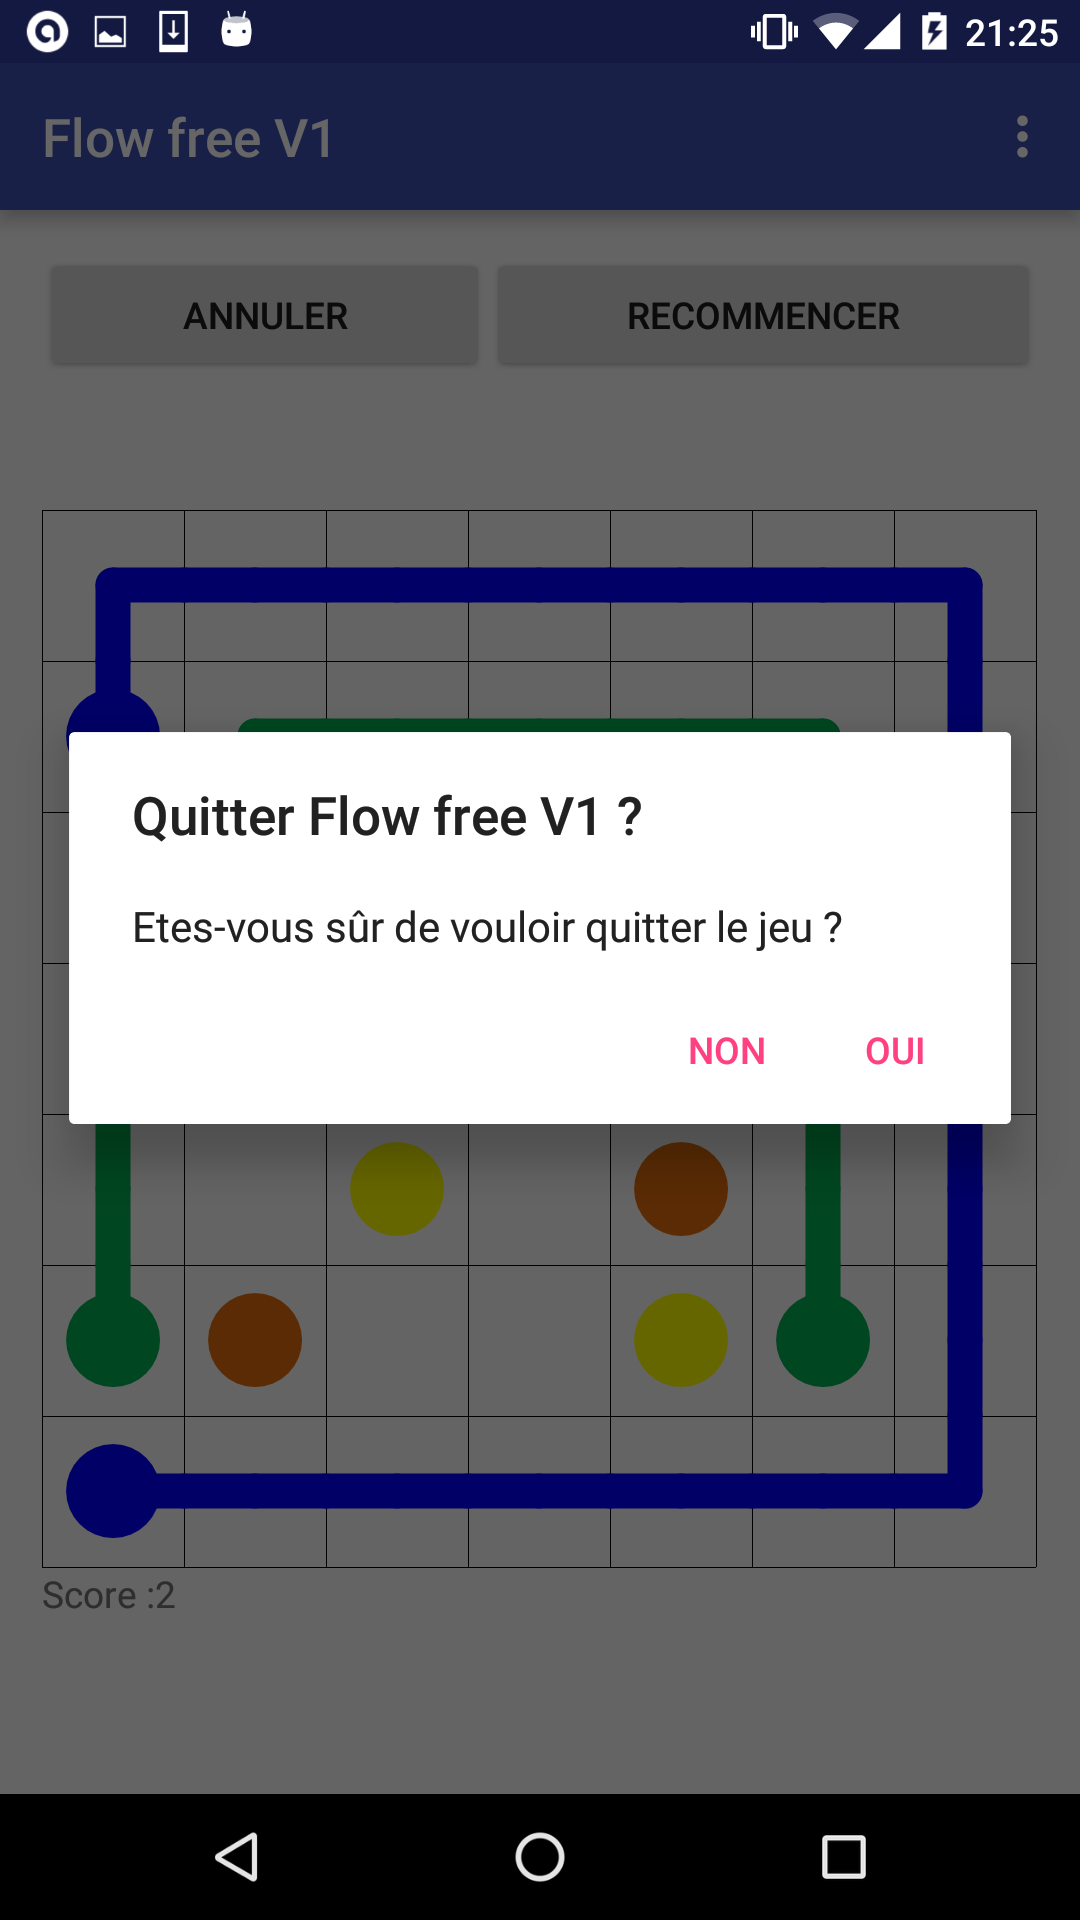 21:25
Flow free V1
ANNULER RECOMMENCER
Quitter Flow free V1 ?
Etes-vous sûr de vouloir quitter le jeu ?
NON OUI
Score :2